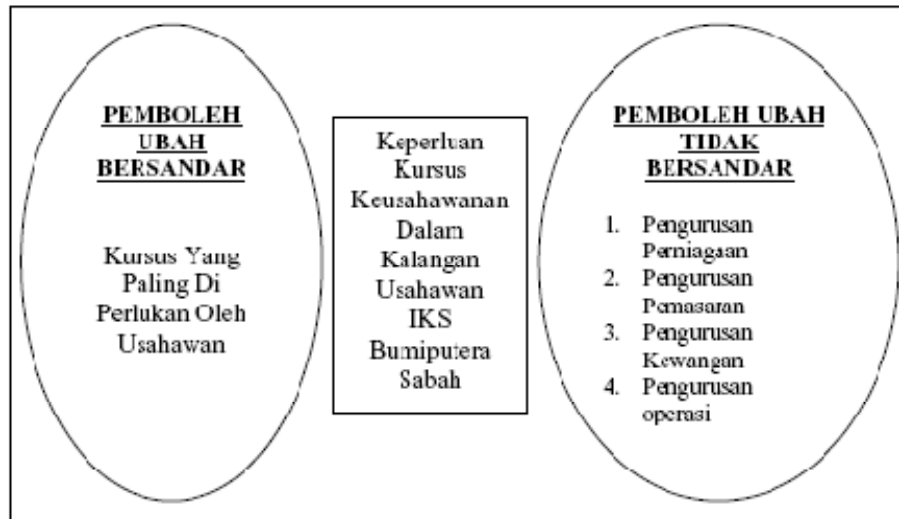 PEMBOLEH
UBAH
BERSANDAR
Kursus Yang
Paling Di
Perlukan Oleh
Usahawan
Keperluan
Kursus
Keusahawanan
Dalam
Kalangan
Usahawan
IKS
Bumiputera
Sabah
PEMBOLEH UBAH
TIDAK
BERSANDAR
1. Pengurusan
Perniagaan
2. Pengurusan
Pemasaran
3. Pengurusan
Kewangan
4. Pengurusan
operasi